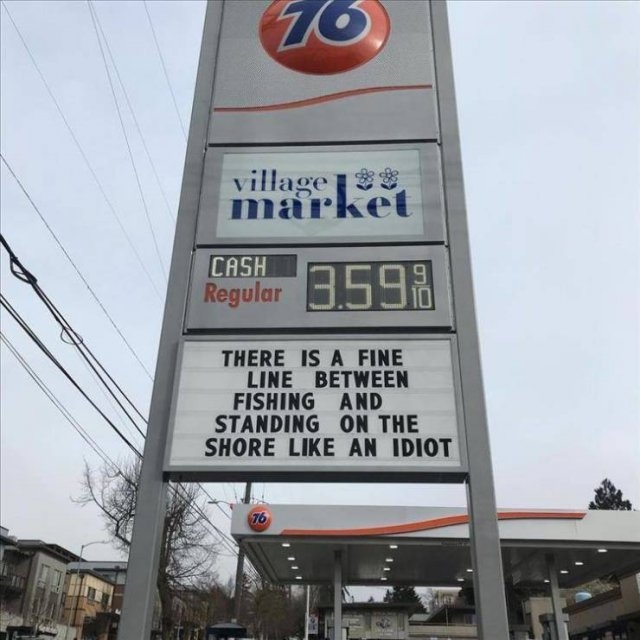 76
village
market
CASH
Regular 3.59 9/10
THERE IS A FINE
LINE BETWEEN
FISHING AND
STANDING ON THE
SHORE LIKE AN IDIOT
76